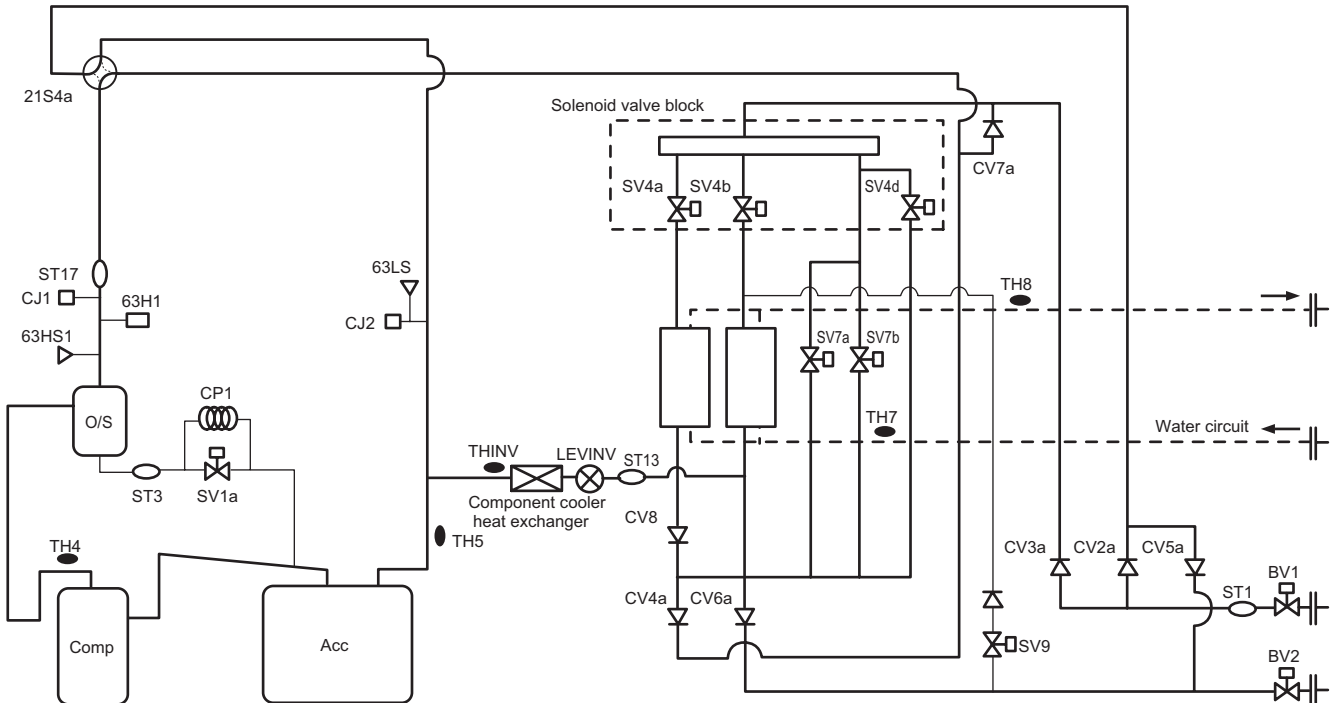 21S4a
Solenoid valve block
CV7a
SV4a
SV4b
SV4d
ST17
CJ1
63H1
63HS1
63LS
CJ2
TH8
SV7a
SV7b
O/S
CP1
TH7
Water circuit
ST3
SV1a
THINV
LEVINV
ST13
Component cooler
heat exchanger
CV8
TH5
TH4
CV3a
CV2a
CV5a
BV1
ST1
CV4a
CV6a
Comp
Acc
SV9
BV2